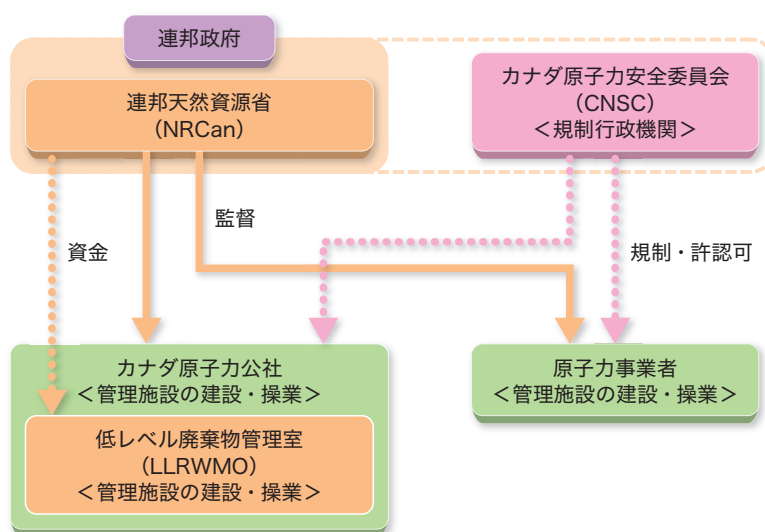 連邦政府
連邦天然資源省
（NRCan）
カナダ原子力安全委員会
（CNSC）
＜規制行政機関＞
監督
資金
規制・許認可
カナダ原子力公社
＜管理施設の建設・操業＞
低レベル廃棄物管理室
（LLRWMO）
＜管理施設の建設・操業＞
原子力事業者
＜管理施設の建設・操業＞